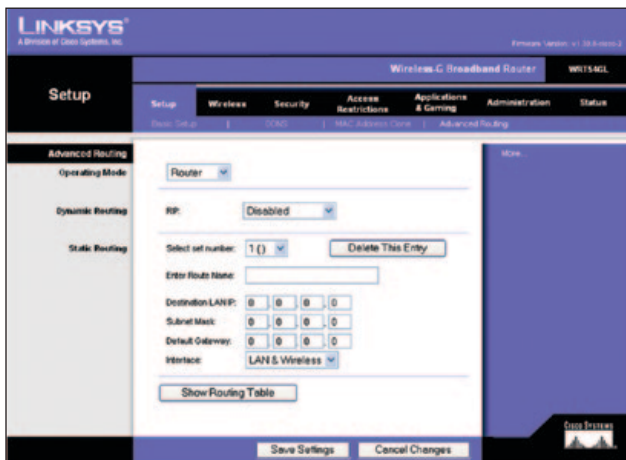 LINKSYS®
A Division of Cisco Systems, Inc.
Firmware Version:
Wireless-G Broadband Router WRT54GL
Setup
Setup Wireless Security Access Restrictions Applications & Gaming Administration Status
Basic Setup | DDNS | MAC Address Clone | Advanced Routing
Advanced Routing
More...
Operating Mode Router
Dynamic Routing RIP: Disabled
Static Routing Select set number: 1 () Delete This Entry
Enter Route Name:
Destination LAN IP: 0 . 0 . 0 . 0
Subnet Mask: 0 . 0 . 0 . 0
Default Gateway: 0 . 0 . 0 . 0
Interface: LAN & Wireless
Show Routing Table
Save Settings Cancel Changes
CISCO SYSTEMS